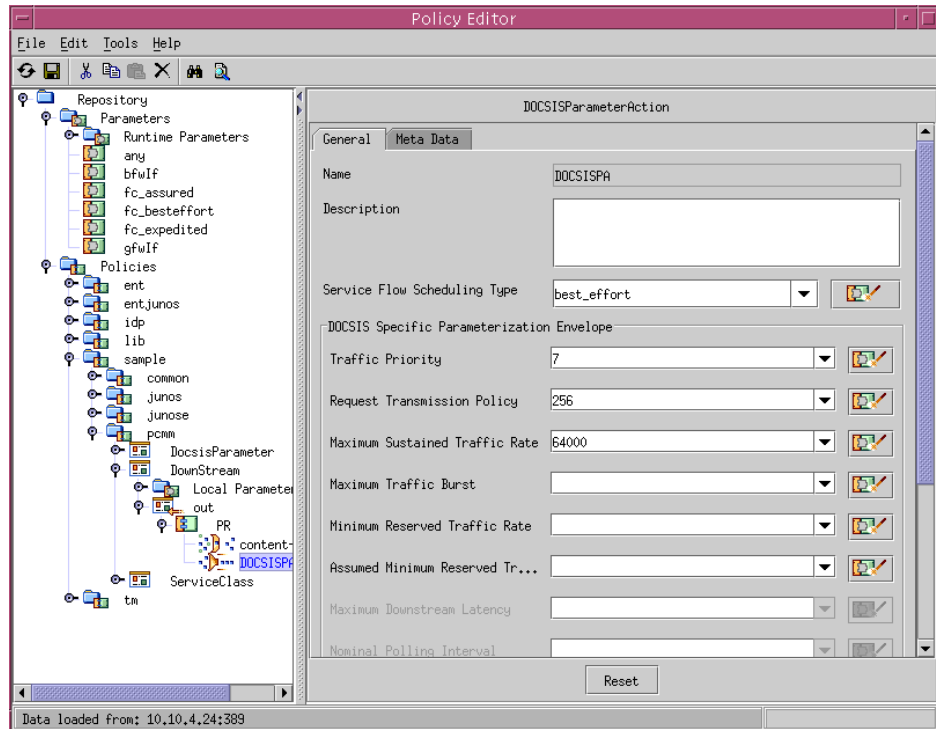 Policy Editor
File Edit Tools Help
Repository
Parameters
Runtime Parameters
any
bfwIf
fc_assured
fc_besteffort
fc_expedited
gfwIf
Policies
ent
entjunos
idp
lib
sample
common
junos
junose
pcmm
DocsisParameter
DownStream
Local Parameter
out
PR
content-
DOCSISPA
ServiceClass
tm
DOCSISParameterAction
General Meta Data
Name DOCSISPA
Description
Service Flow Scheduling Type best_effort
DOCSIS Specific Parameterization Envelope
Traffic Priority 7
Request Transmission Policy 256
Maximum Sustained Traffic Rate 64000
Maximum Traffic Burst
Minimum Reserved Traffic Rate
Assumed Minimum Reserved Tr...
Maximum Downstream Latency
Nominal Polling Interval
Reset
Data loaded from: 10.10.4.24:389